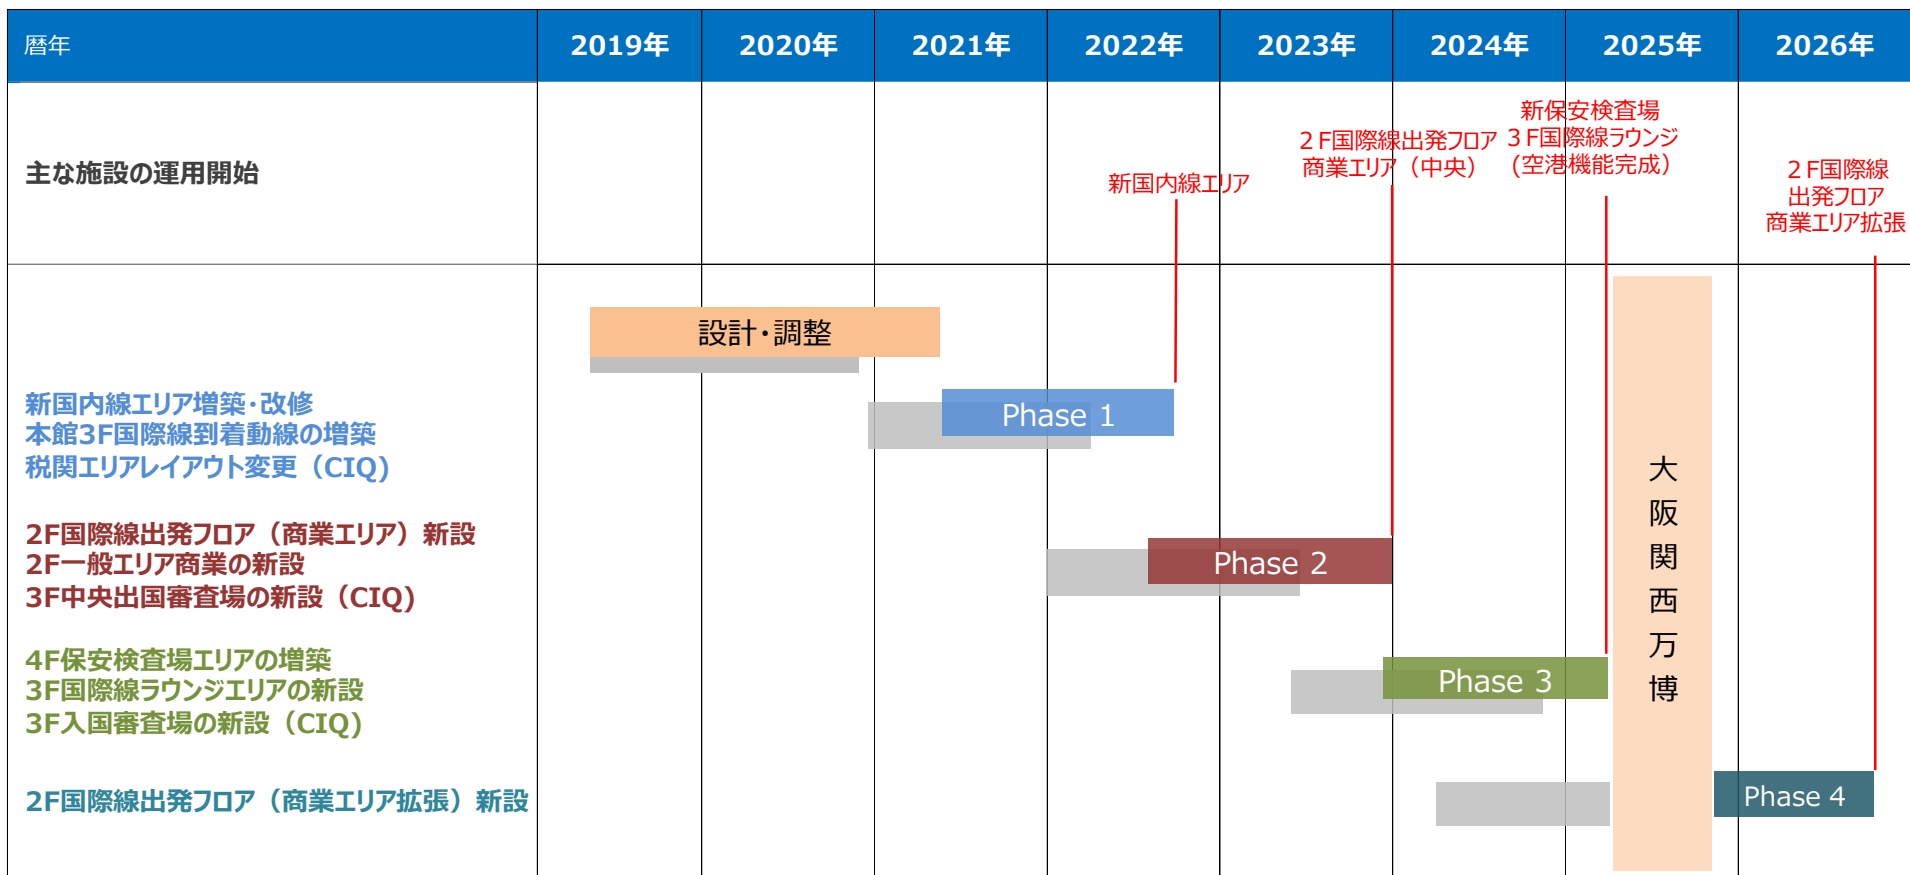 暦年
2019年
2020年
2021年
2022年
2023年
2024年
2025年
2026年
主な施設の運用開始
新国内線エリア
2F国際線出発フロア
商業エリア（中央）
新保安検査場
3F国際線ラウンジ
(空港機能完成)
2F国際線
出発フロア
商業エリア拡張
設計・調整
新国内線エリア増築・改修
本館3F国際線到着動線の増築
税関エリアレイアウト変更（CIQ)
Phase 1
2F国際線出発フロア（商業エリア）新設
2F一般エリア商業の新設
3F中央出国審査場の新設（CIQ)
Phase 2
4F保安検査場エリアの増築
3F国際線ラウンジエリアの新設
3F入国審査場の新設（CIQ)
Phase 3
大阪関西万博
2F国際線出発フロア（商業エリア拡張）新設
Phase 4